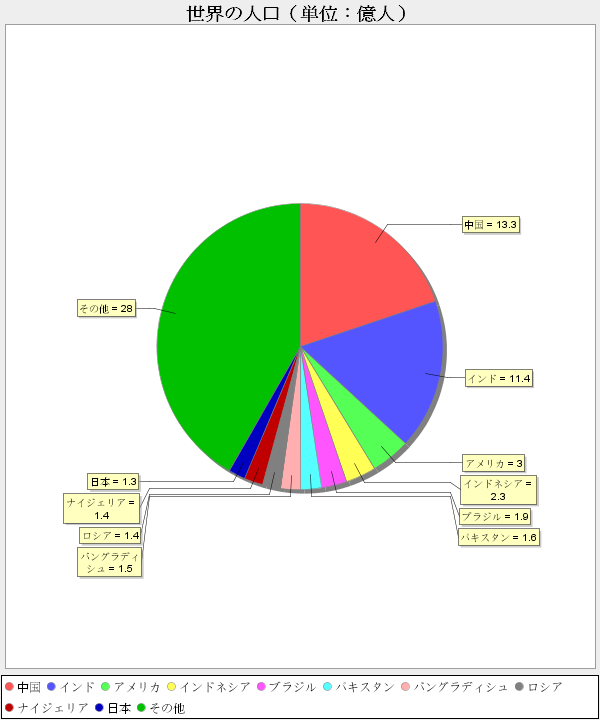 世界の人口（単位：億人）
中国 = 13.3
その他 = 28
インド = 11.4
アメリカ = 3
インドネシア =
2.3
日本 = 1.3
ナイジェリア =
1.4
ブラジル = 1.9
ロシア = 1.4
パキスタン = 1.6
バングラディ
シュ = 1.5
中国 インド アメリカ インドネシア ブラジル パキスタン バングラディシュ ロシア
ナイジェリア 日本 その他